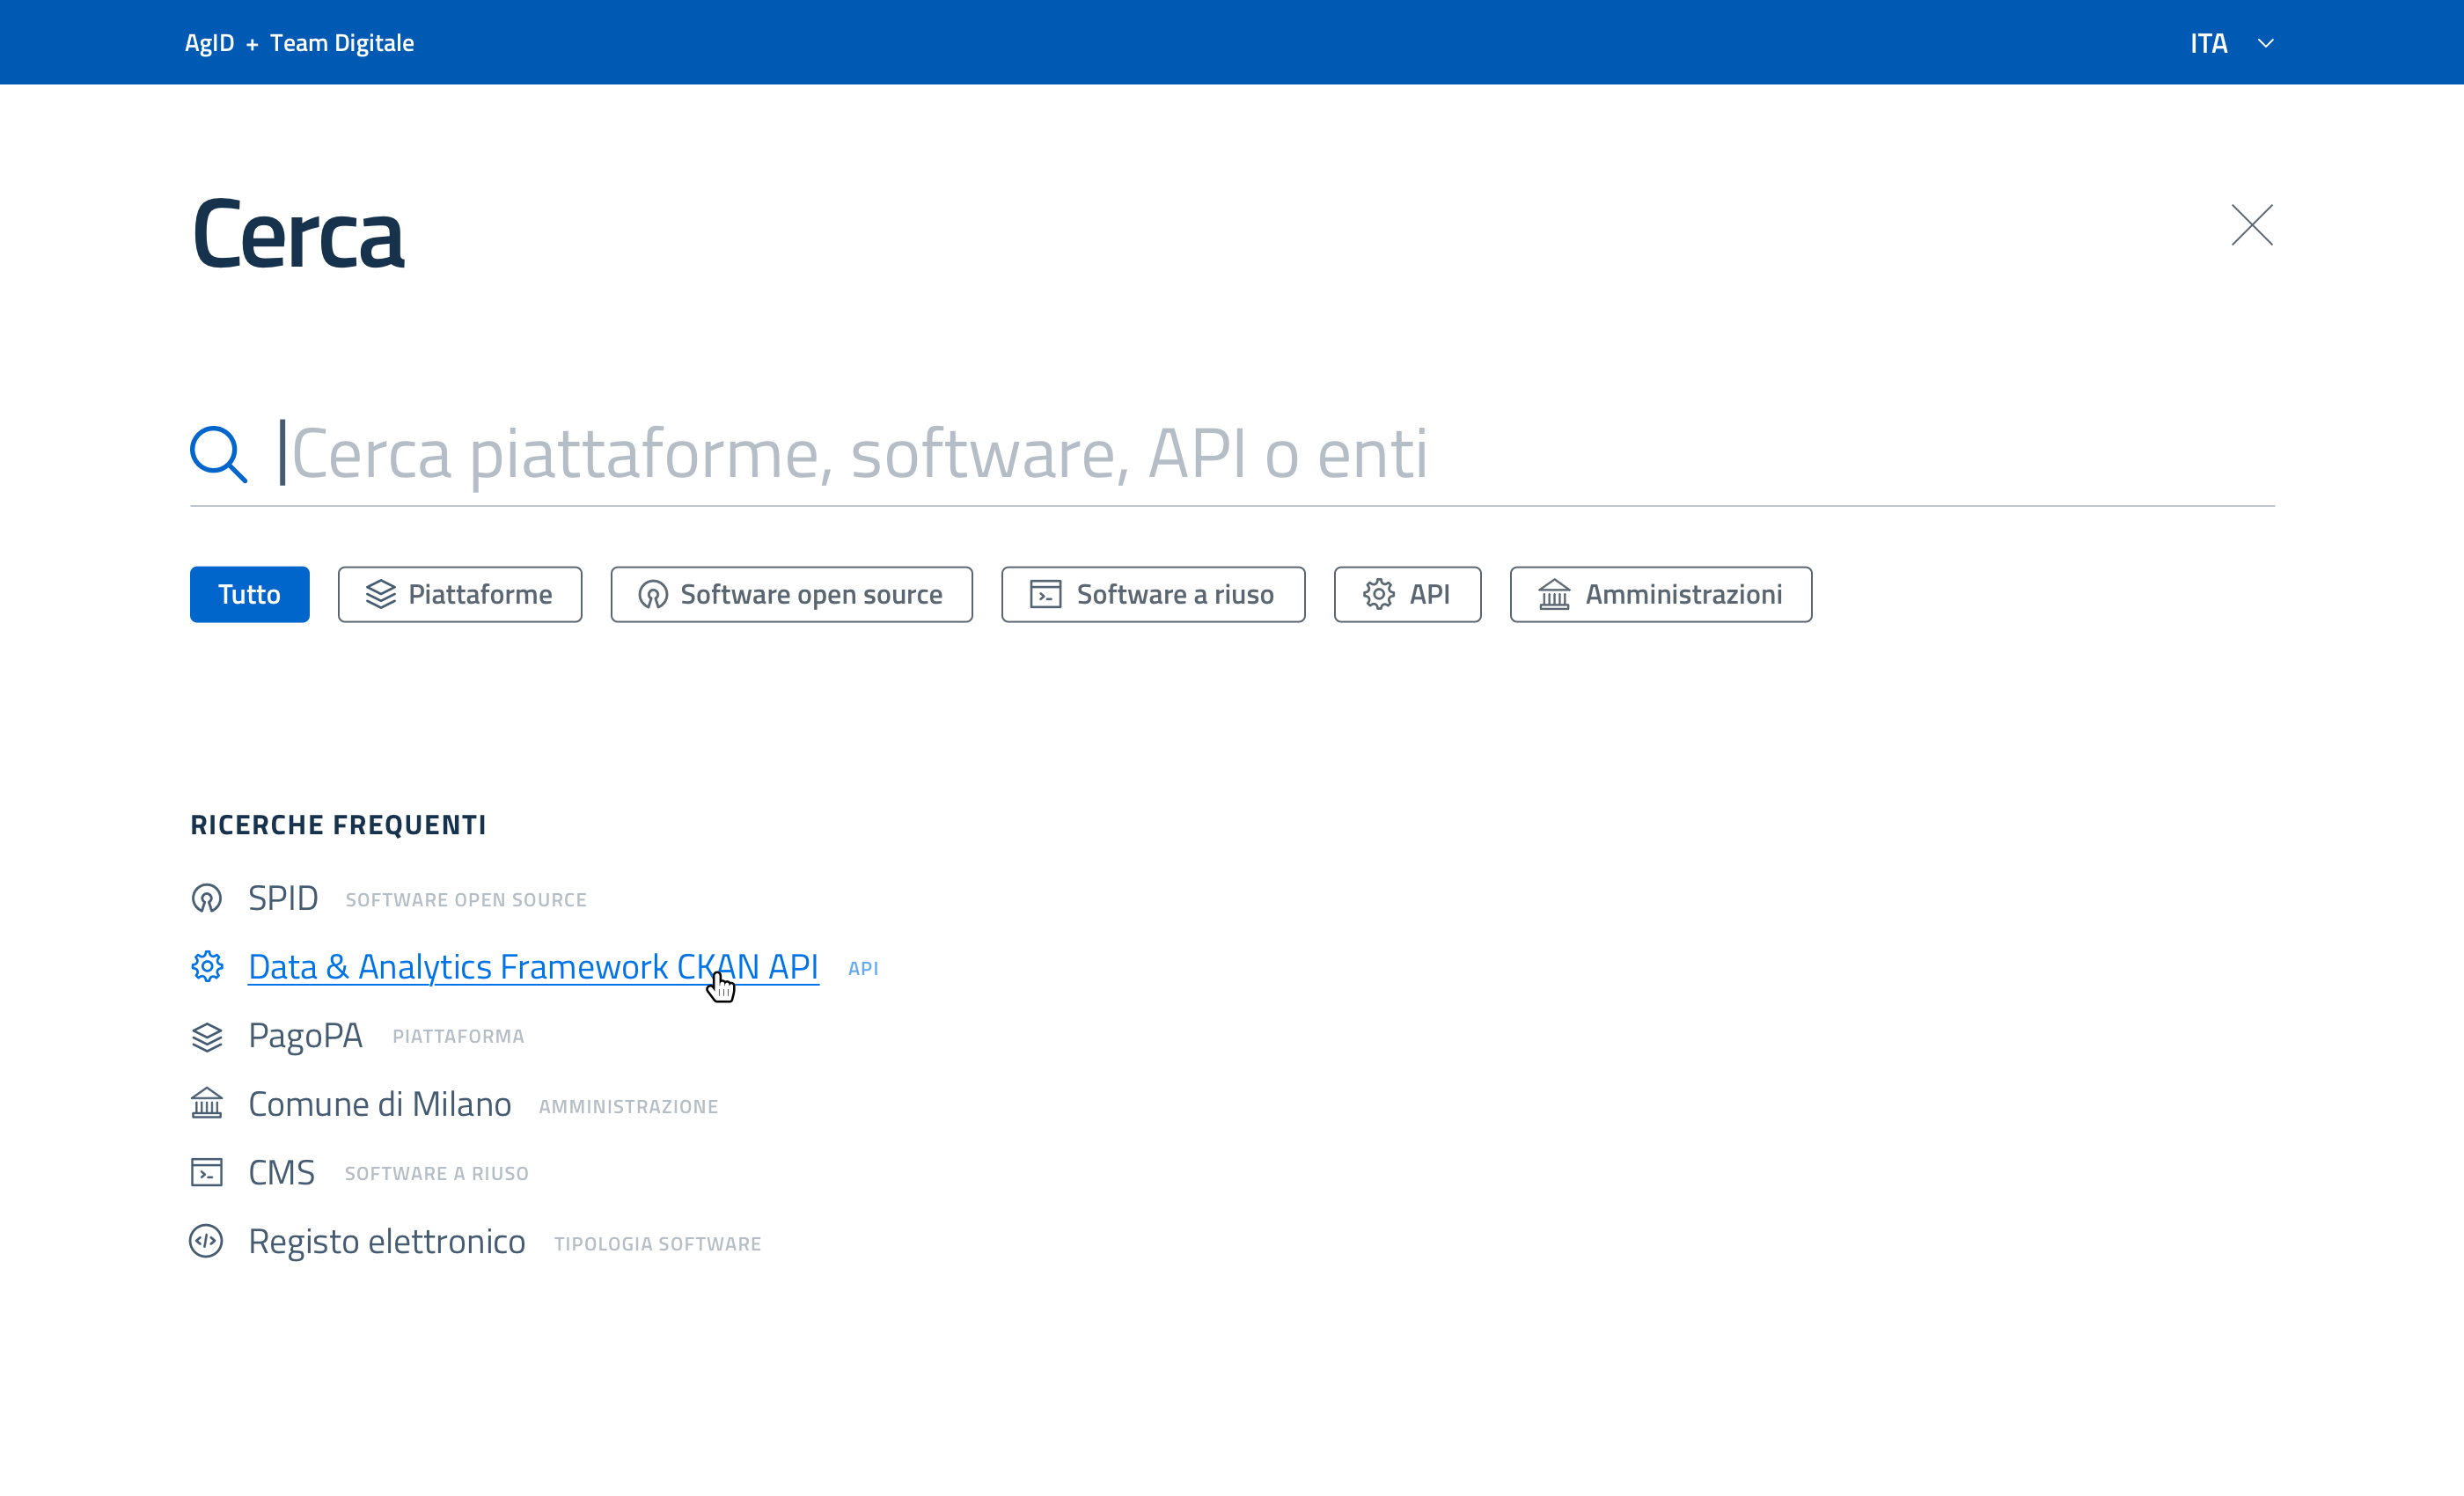 AgID + Team Digitale
ITA
Cerca
Cerca piattaforme, software, API o enti
Tutto
Piattaforme
Software open source
Software a riuso
API
Amministrazioni
RICERCHE FREQUENTI
SPID SOFTWARE OPEN SOURCE
Data & Analytics Framework CKAN API API
PagoPA PIATTAFORMA
Comune di Milano AMMINISTRAZIONE
CMS SOFTWARE A RIUSO
Registo elettronico TIPOLOGIA SOFTWARE